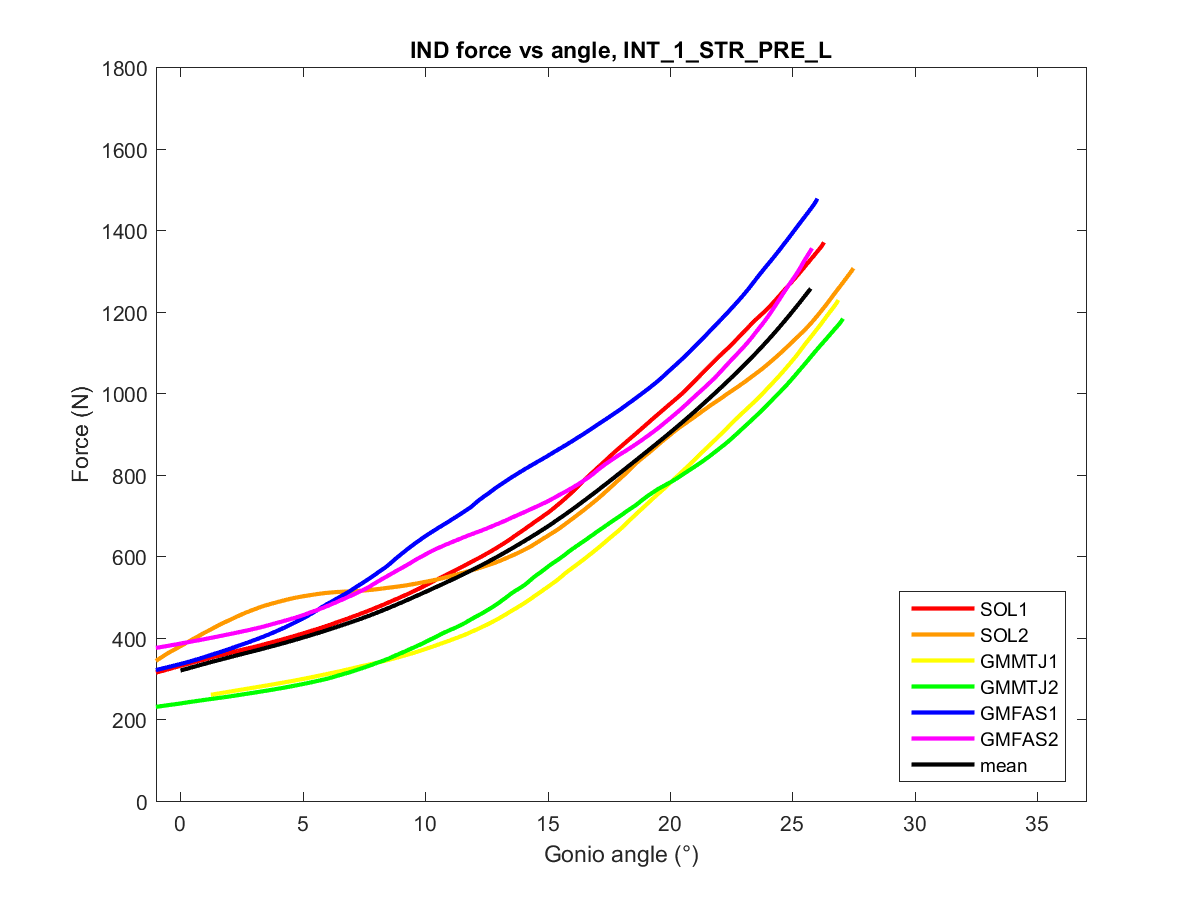 IND force vs angle, INT_1_STR_PRE_L
1800
1600
1400
1200
1000
800
600
400
200
0
Force (N)
0 5 10 15 20 25 30 35
Gonio angle (°)
SOL1
SOL2
GMMTJ1
GMMTJ2
GMFAS1
GMFAS2
mean